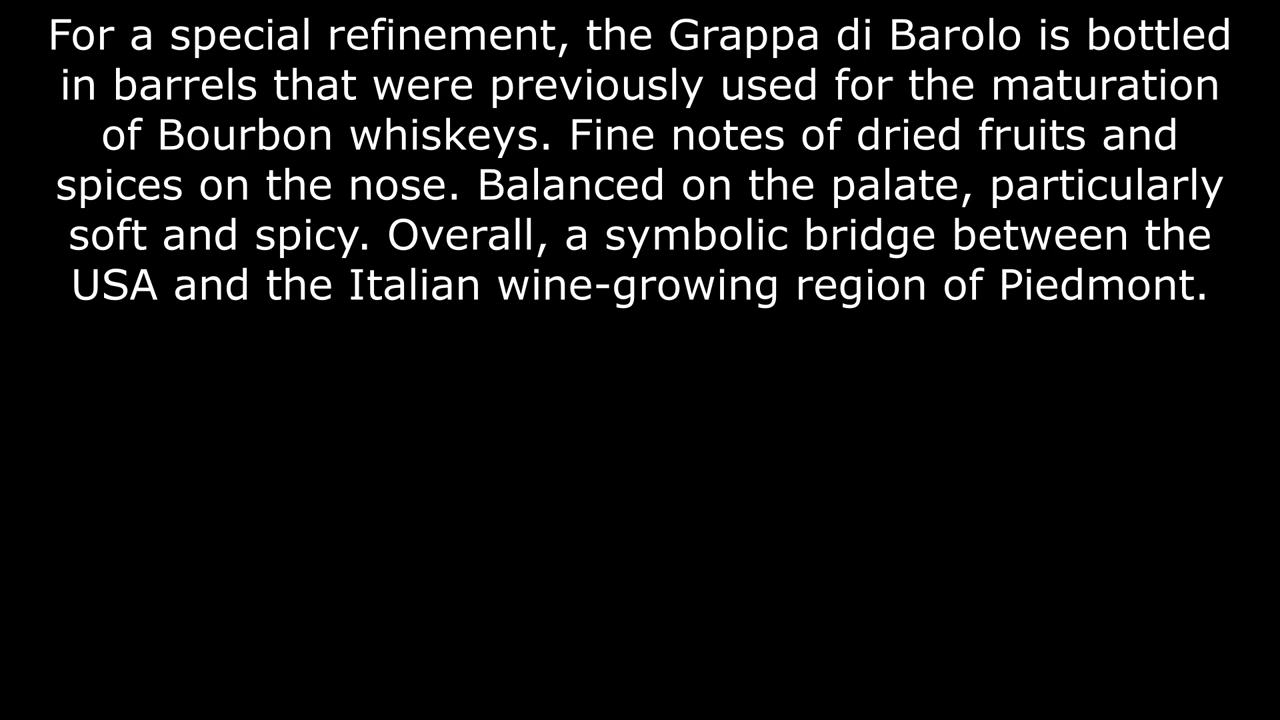 For a special refinement, the Grappa di Barolo is bottled
in barrels that were previously used for the maturation
of Bourbon whiskeys. Fine notes of dried fruits and
spices on the nose. Balanced on the palate, particularly
soft and spicy. Overall, a symbolic bridge between the
USA and the Italian wine-growing region of Piedmont.